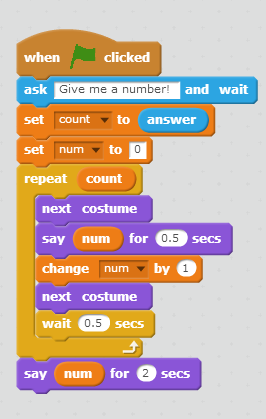 when clicked
ask Give me a number! and wait
set count to answer
set num to 0
repeat count
next costume
say num for 0.5 secs
change num by 1
next costume
wait 0.5 secs
say num for 2 secs